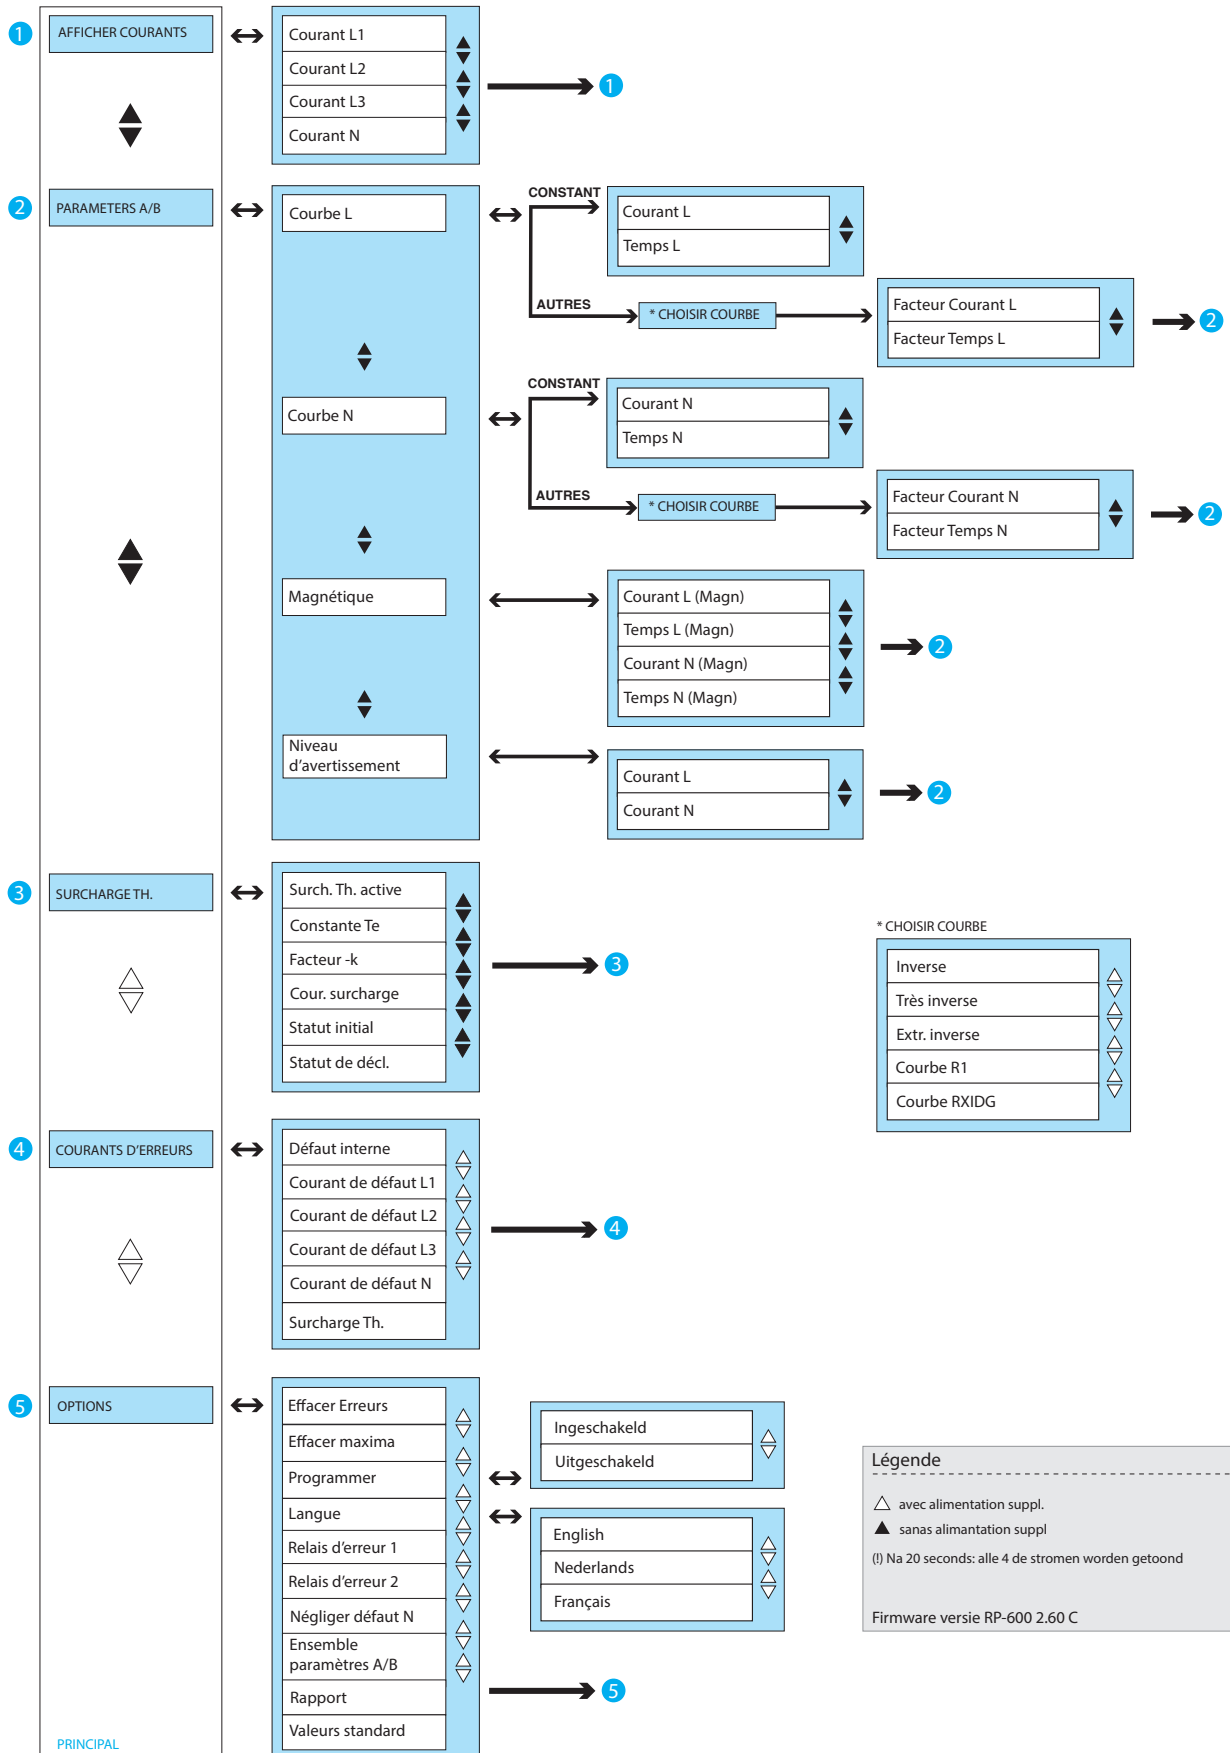 1
AFFICHER COURANTS
Courant L1
Courant L2
Courant L3
Courant N
1
2
PARAMETERS A/B
Courbe L
CONSTANT
Courant L
Temps L
AUTRES
* CHOISIR COURBE
Facteur Courant L
Facteur Temps L
2
Courbe N
CONSTANT
Courant N
Temps N
AUTRES
* CHOISIR COURBE
Facteur Courant N
Facteur Temps N
2
Magnétique
Courant L (Magn)
Temps L (Magn)
Courant N (Magn)
Temps N (Magn)
2
Niveau
d’avertissement
Courant L
Courant N
2
3
SURCHARGE TH.
Surch. Th. active
Constante Te
Facteur -k
Cour. surcharge
Statut initial
Statut de décl.
3
* CHOISIR COURBE
Inverse
Très inverse
Extr. inverse
Courbe R1
Courbe RXIDG
4
COURANTS D’ERREURS
Défaut interne
Courant de défaut L1
Courant de défaut L2
Courant de défaut L3
Courant de défaut N
Surcharge Th.
4
5
OPTIONS
Effacer Erreurs
Effacer maxima
Programmer
Langue
Relais d’erreur 1
Relais d’erreur 2
Négliger défaut N
Ensemble
paramètres A/B
Rapport
Valeurs standard
Ingeschakeld
Uitgeschakeld
English
Nederlands
Français
5
Légende
avec alimentation suppl.
sanas alimantation suppl
(!) Na 20 seconds: alle 4 de stromen worden getoond
Firmware versie RP-600 2.60 C
PRINCIPAL